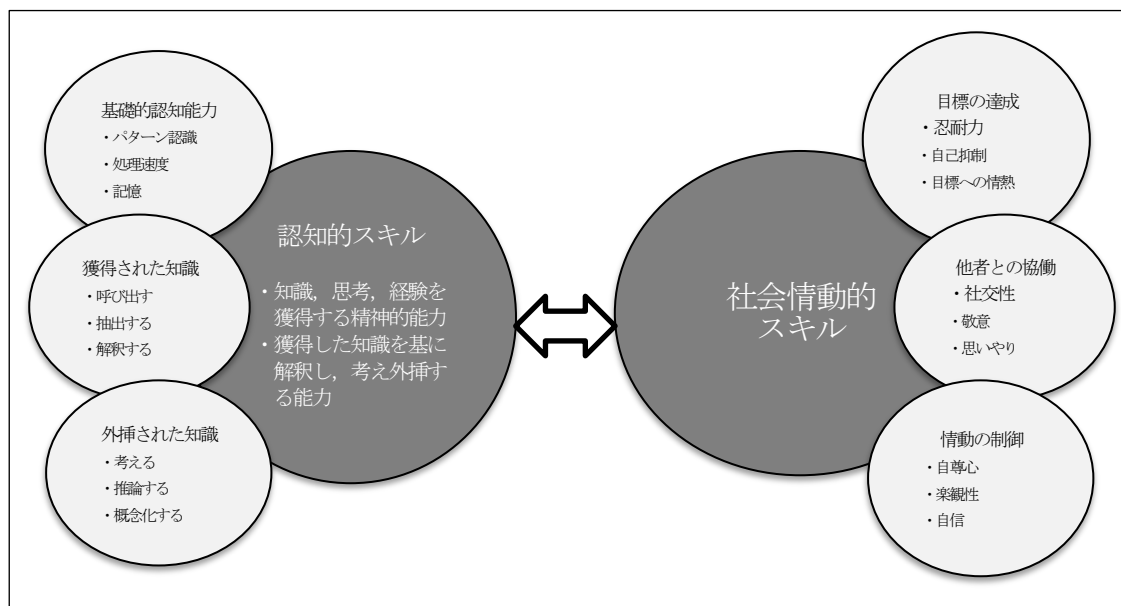 基礎的認知能力
・パターン認識
・処理速度
・記憶
獲得された知識
・呼び出す
・抽出する
・解釈する
外挿された知識
・考える
・推論する
・概念化する
認知的スキル
・知識，思考，経験を
獲得する精神的能力
・獲得した知識を基に
解釈し，考え外挿す
る能力
社会情動的
スキル
目標の達成
・忍耐力
・自己抑制
・目標への情熱
他者との協働
・社交性
・敬意
・思いやり
情動の制御
・自尊心
・楽観性
・自信